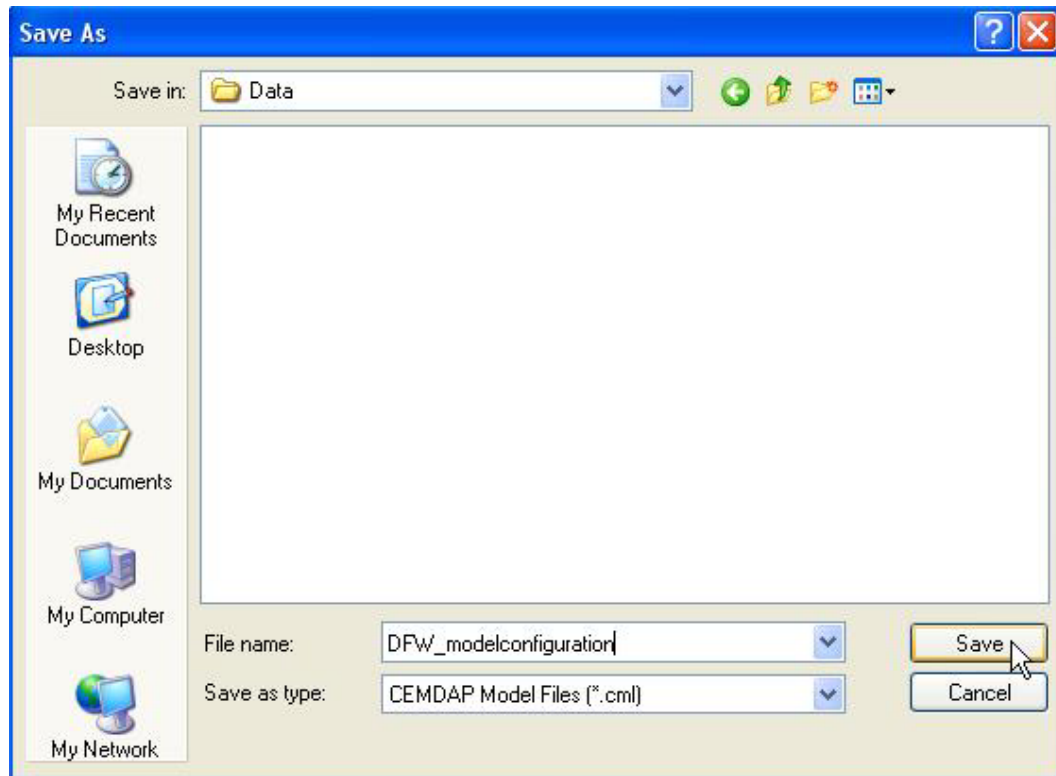 Save As
Save in: Data
My Recent
Documents
Desktop
My Documents
My Computer
My Network
File name: DFW_modelconfiguration Save
Save as type: CEMDAP Model Files (*.cml) Cancel